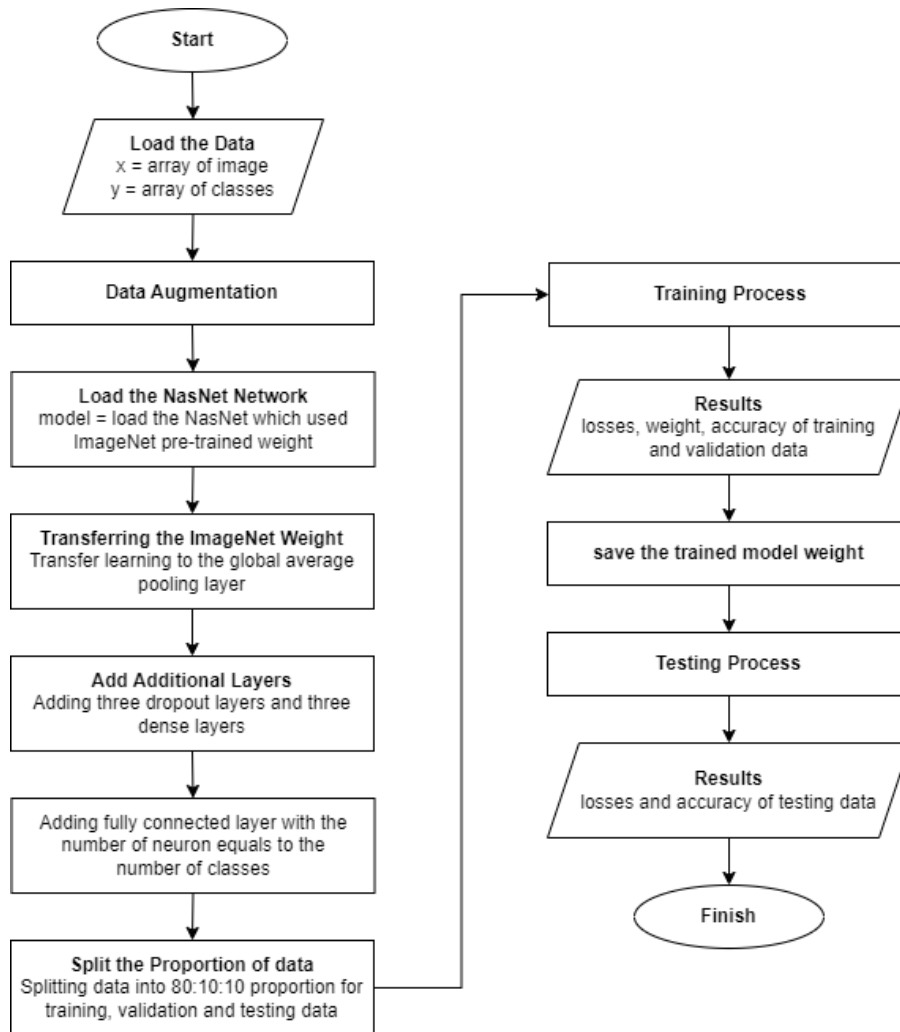 Start
Load the Data
x = array of image
y = array of classes
Data Augmentation
Load the NasNet Network
model = load the NasNet which used
ImageNet pre-trained weight
Transferring the ImageNet Weight
Transfer learning to the global average
pooling layer
Add Additional Layers
Adding three dropout layers and three
dense layers
Adding fully connected layer with the
number of neuron equals to the
number of classes
Split the Proportion of data
Splitting data into 80:10:10 proportion for
training, validation and testing data
Training Process
Results
losses, weight, accuracy of training
and validation data
save the trained model weight
Testing Process
Results
losses and accuracy of testing data
Finish